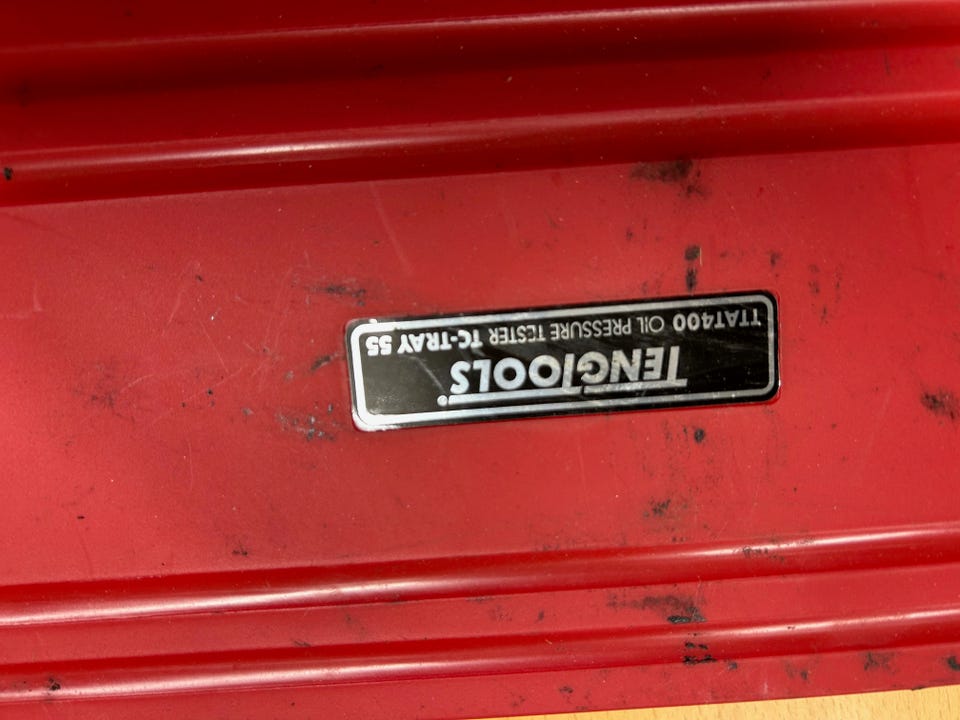 TENGTOOLS®
TTAT400 OIL PRESSURE TESTER TC-TRAY 55